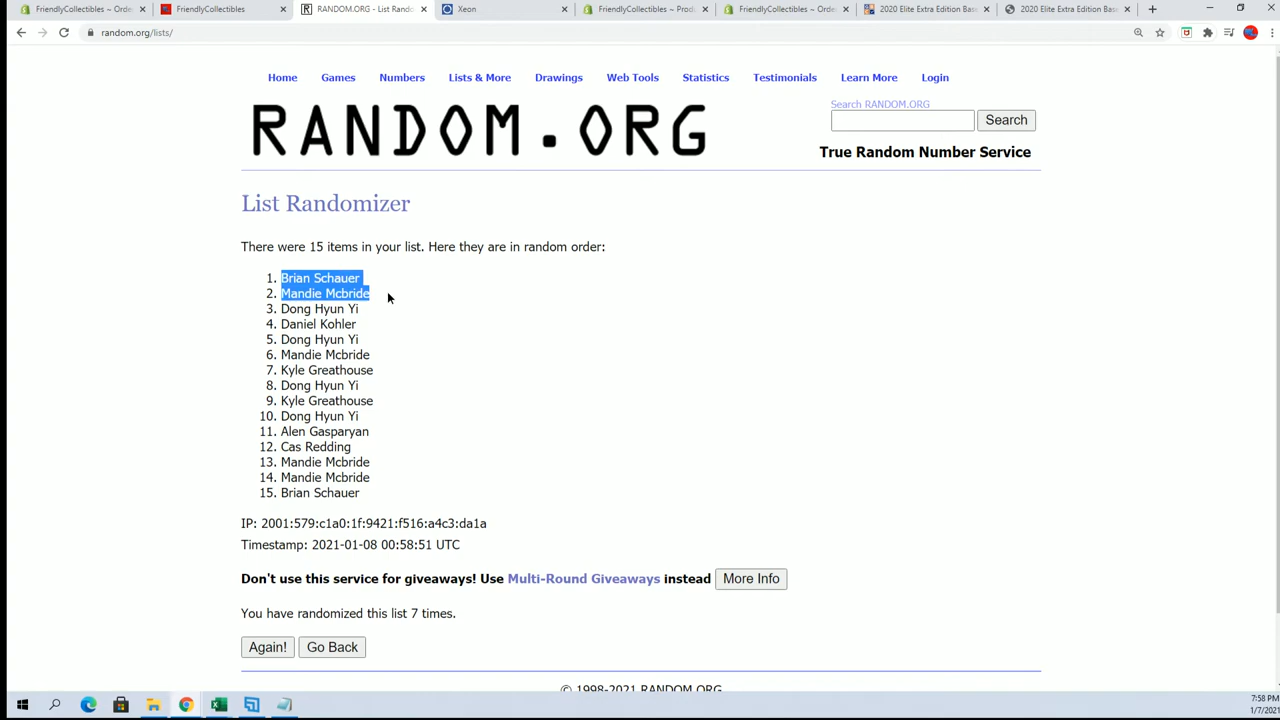 FriendlyCollectibles ~ Orde
FriendlyCollectibles
RANDOM.ORG - List Rando
Xeon
FriendlyCollectibles ~ Produ
FriendlyCollectibles ~ Orde
2020 Elite Extra Edition Base
2020 Elite Extra Edition Base
random.org/lists/
Home Games Numbers Lists & More Drawings Web Tools Statistics Testimonials Learn More Login
RANDOM.ORG
Search RANDOM.ORG
Search
True Random Number Service
List Randomizer
There were 15 items in your list. Here they are in random order:
1. Brian Schauer
2. Mandie Mcbride
3. Dong Hyun Yi
4. Daniel Kohler
5. Dong Hyun Yi
6. Mandie Mcbride
7. Kyle Greathouse
8. Dong Hyun Yi
9. Kyle Greathouse
10. Dong Hyun Yi
11. Alen Gasparyan
12. Cas Redding
13. Mandie Mcbride
14. Mandie Mcbride
15. Brian Schauer
IP: 2001:579:c1a0:1f:9421:f516:a4c3:da1a
Timestamp: 2021-01-08 00:58:51 UTC
Don't use this service for giveaways! Use Multi-Round Giveaways instead More Info
You have randomized this list 7 times.
Again! Go Back
© 1998-2021 RANDOM.ORG
7:58 PM
1/7/2021